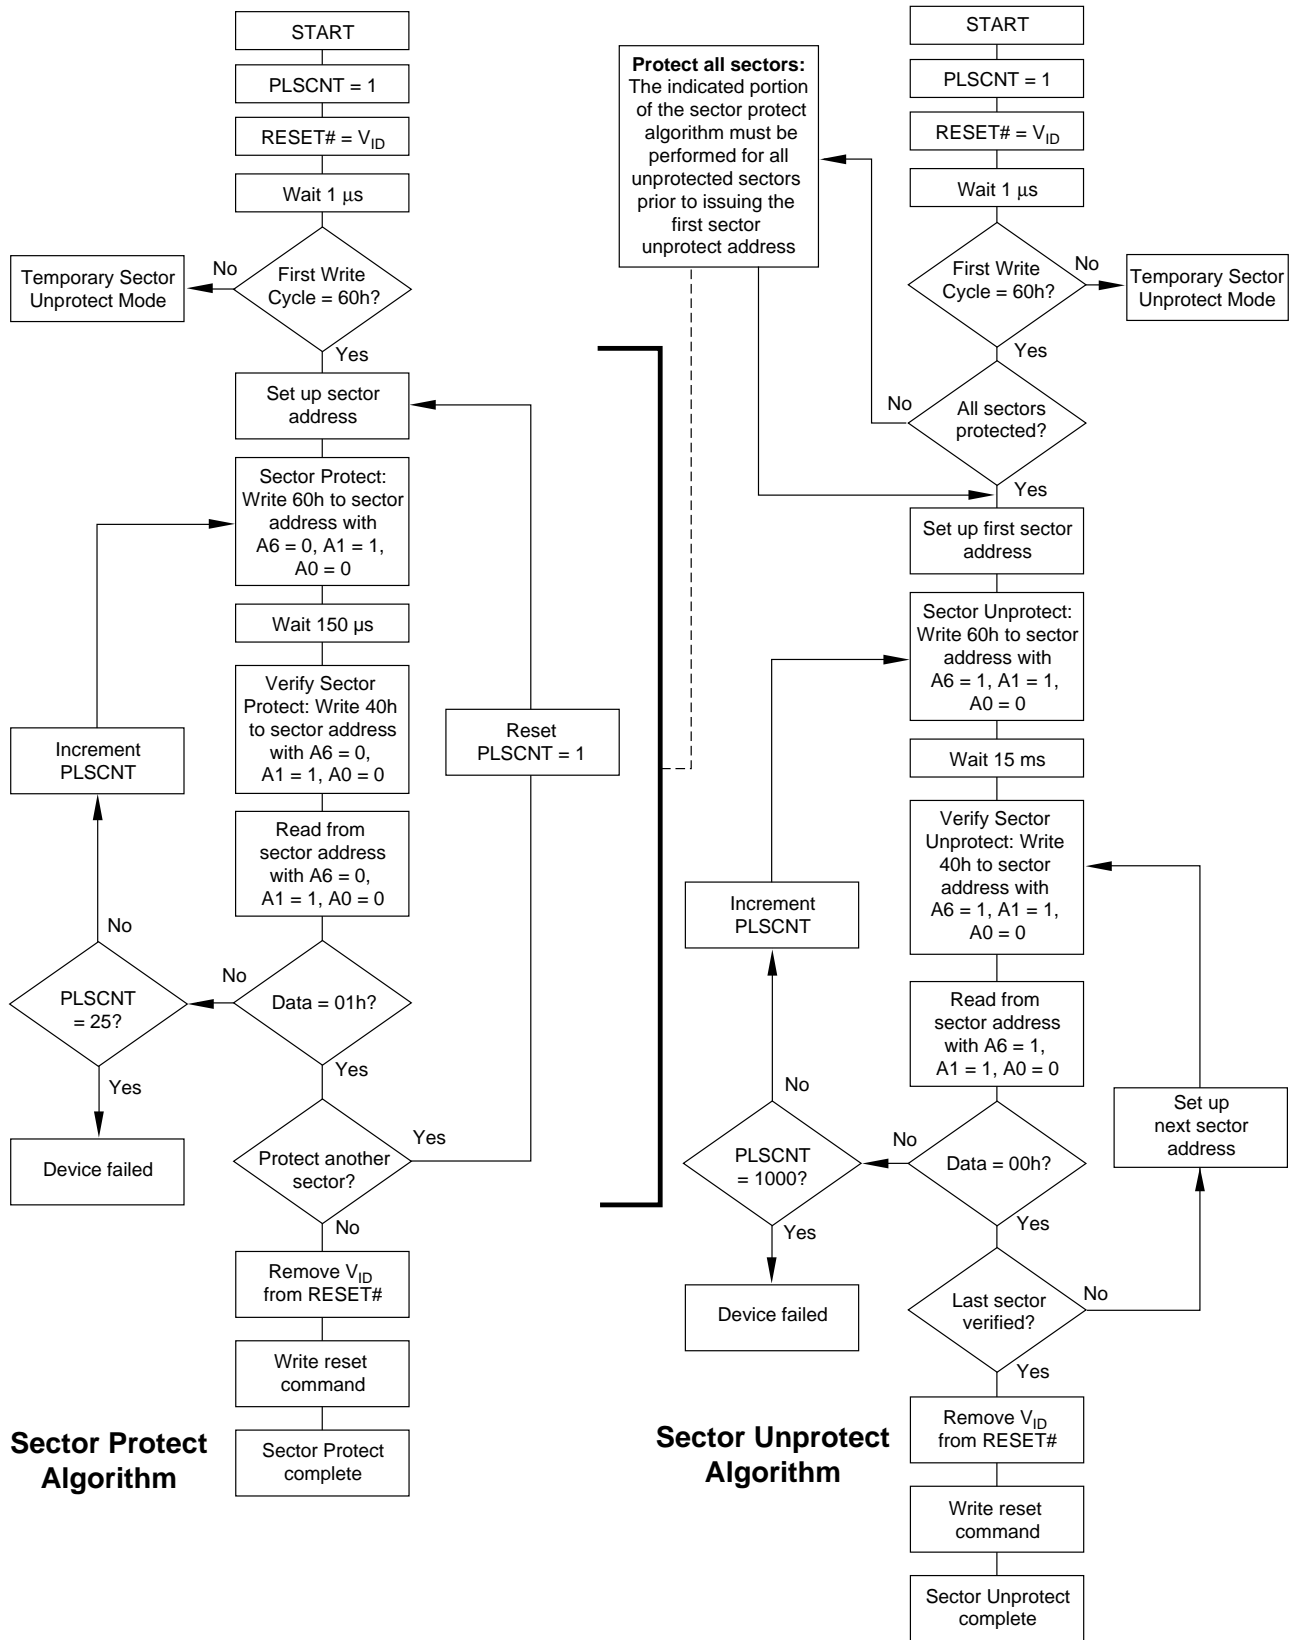 START
PLSCNT = 1
RESET# = VID
Wait 1 μs
First Write
Cycle = 60h?
No
Temporary Sector
Unprotect Mode
Yes
Set up sector
address
Sector Protect:
Write 60h to sector
address with
A6 = 0, A1 = 1,
A0 = 0
Wait 150 µs
Verify Sector
Protect: Write 40h
to sector address
with A6 = 0,
A1 = 1, A0 = 0
Increment
PLSCNT
Reset
PLSCNT = 1
Read from
sector address
with A6 = 0,
A1 = 1, A0 = 0
No
No
PLSCNT
= 25?
Data = 01h?
Yes
Yes
Device failed
Protect another
sector?
Yes
No
Remove VID
from RESET#
Write reset
command
Sector Protect
complete
Sector Protect
Algorithm
Protect all sectors:
The indicated portion
of the sector protect
algorithm must be
performed for all
unprotected sectors
prior to issuing the
first sector
unprotect address
START
PLSCNT = 1
RESET# = VID
Wait 1 μs
First Write
Cycle = 60h?
No
Temporary Sector
Unprotect Mode
Yes
No
All sectors
protected?
Yes
Set up first sector
address
Sector Unprotect:
Write 60h to sector
address with
A6 = 1, A1 = 1,
A0 = 0
Wait 15 ms
Verify Sector
Unprotect: Write
40h to sector
address with
A6 = 1, A1 = 1,
A0 = 0
Increment
PLSCNT
Read from
sector address
with A6 = 1,
A1 = 1, A0 = 0
No
Set up
next sector
address
No
PLSCNT
= 1000?
Data = 00h?
Yes
Yes
Device failed
Last sector
verified?
No
Yes
Remove VID
from RESET#
Write reset
command
Sector Unprotect
complete
Sector Unprotect
Algorithm